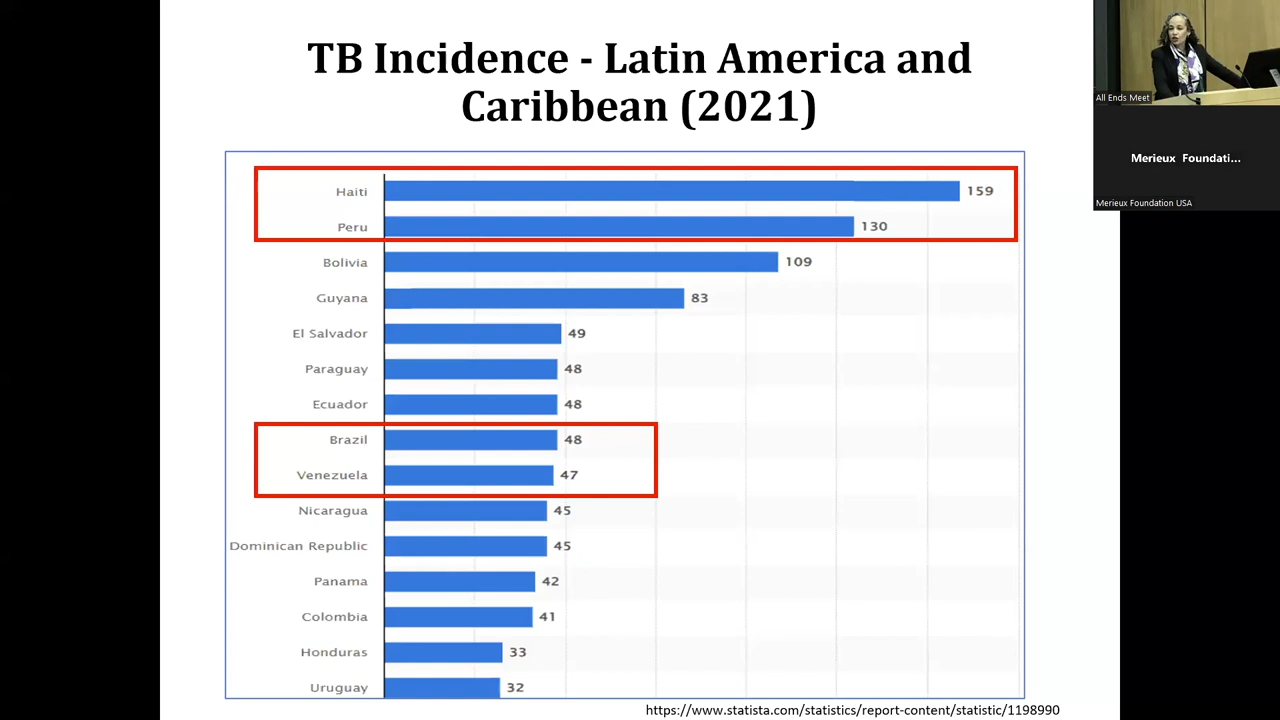 TB Incidence - Latin America and
Caribbean (2021)
Haiti 159
Peru 130
Bolivia 109
Guyana 83
El Salvador 49
Paraguay 48
Ecuador 48
Brazil 48
Venezuela 47
Nicaragua 45
Dominican Republic 45
Panama 42
Colombia 41
Honduras 33
Uruguay 32
https://www.statista.com/statistics/report-content/statistic/1198990
All Ends Meet
Merieux Foundati...
Merieux Foundation USA